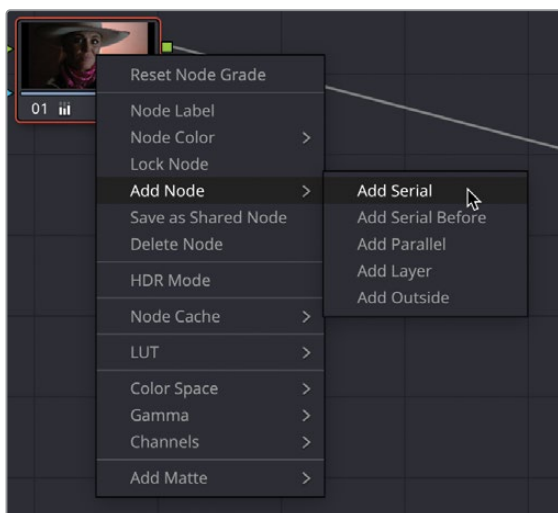 01
Reset Node Grade
Node Label
Node Color
Lock Node
Add Node
Save as Shared Node
Delete Node
HDR Mode
Node Cache
LUT
Color Space
Gamma
Channels
Add Matte
Add Serial
Add Serial Before
Add Parallel
Add Layer
Add Outside